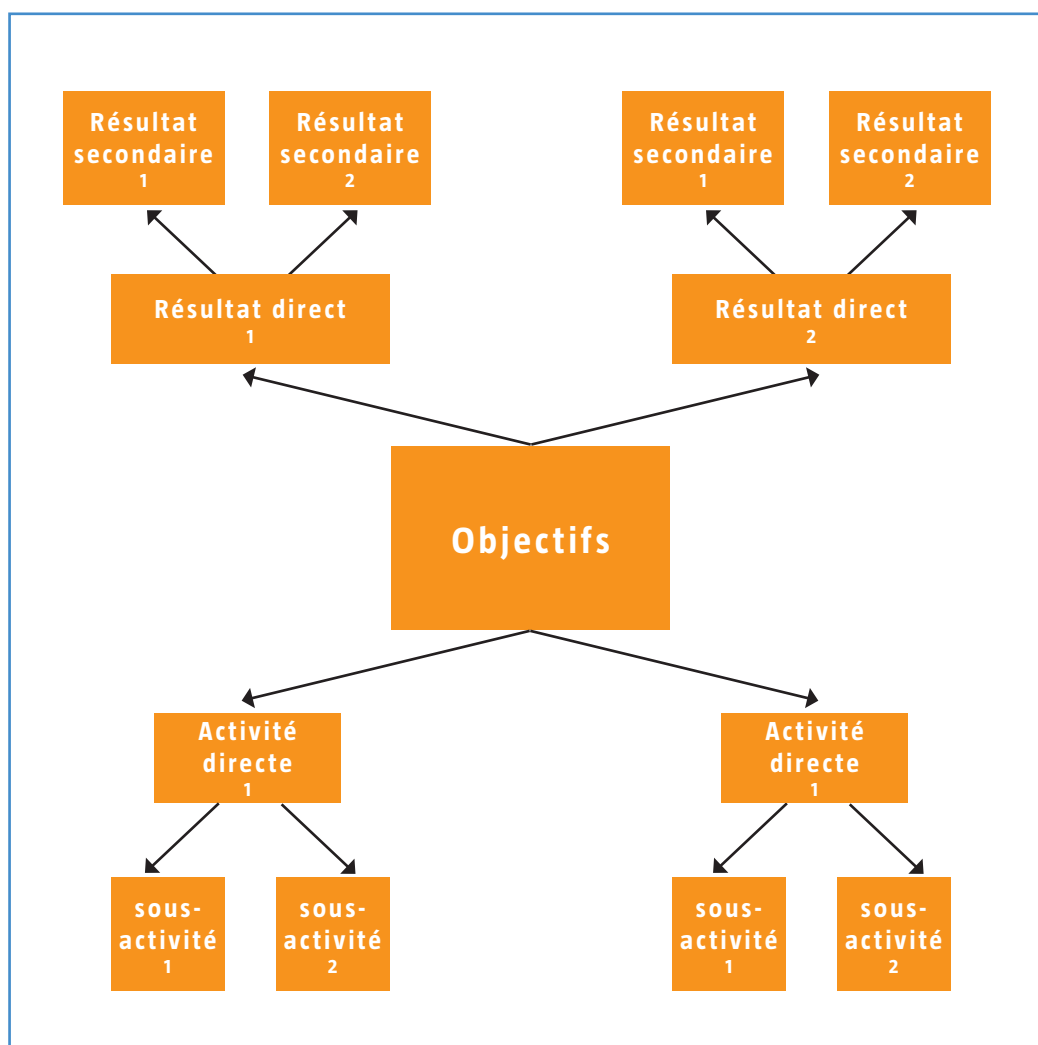 Résultat
secondaire
1
Résultat
secondaire
2
Résultat
secondaire
1
Résultat
secondaire
2
Résultat direct
1
Résultat direct
2
Objectifs
Activité
directe
1
Activité
directe
1
sous-
activité
1
sous-
activité
2
sous-
activité
1
sous-
activité
2